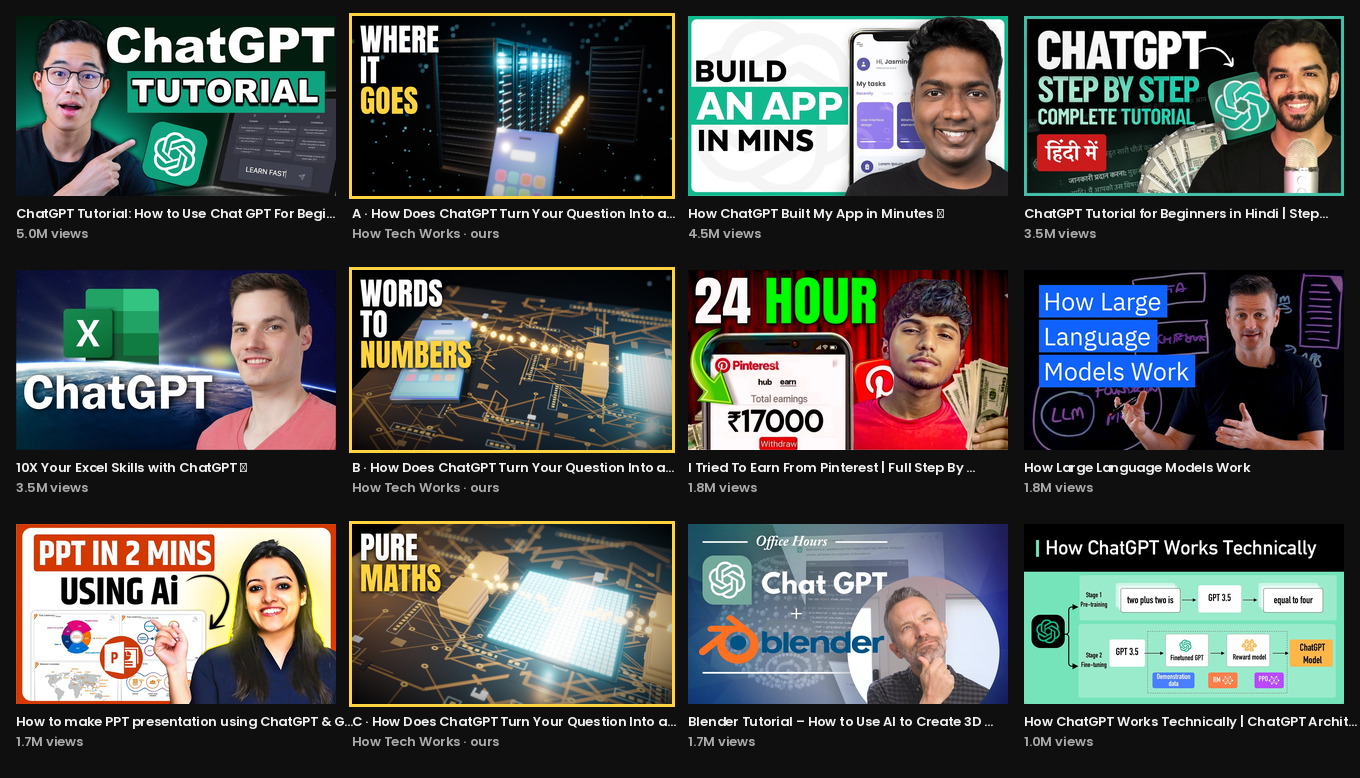 ChatGPT
TUTORIAL
LEARN FAST
ChatGPT Tutorial: How to Use Chat GPT For Begi...
5.0M views
WHERE
IT
GOES
A · How Does ChatGPT Turn Your Question Into a...
How Tech Works · ours
BUILD
AN APP
IN MINS
Hi, Jasmin
My tasks
Recently
How ChatGPT Built My App in Minutes
4.5M views
CHATGPT
STEP BY STEP
COMPLETE TUTORIAL
हिंदी में
ChatGPT Tutorial for Beginners in Hindi | Step...
3.5M views
X
ChatGPT
10X Your Excel Skills with ChatGPT
3.5M views
WORDS
TO
NUMBERS
B · How Does ChatGPT Turn Your Question Into a...
How Tech Works · ours
24 HOUR
Pinterest
hub earn
Total earnings
₹17000
Withdraw
I Tried To Earn From Pinterest | Full Step By ...
1.8M views
How Large
Language
Models Work
LLM
How Large Language Models Work
1.8M views
PPT IN 2 MINS
USING Ai
P
How to make PPT presentation using ChatGPT & G...
1.7M views
PURE
MATHS
C · How Does ChatGPT Turn Your Question Into a...
How Tech Works · ours
Office Hours
Chat GPT
+
blender
Blender Tutorial – How to Use AI to Create 3D ...
1.7M views
How ChatGPT Works Technically
Stage 1
Pre-training
two plus two is
GPT 3.5
equal to four
Stage 2
Fine-tuning
GPT 3.5
Finetuned GPT
Reward model
ChatGPT
Model
Demonstration
data
RM
PPO
How ChatGPT Works Technically | ChatGPT Archit...
1.0M views